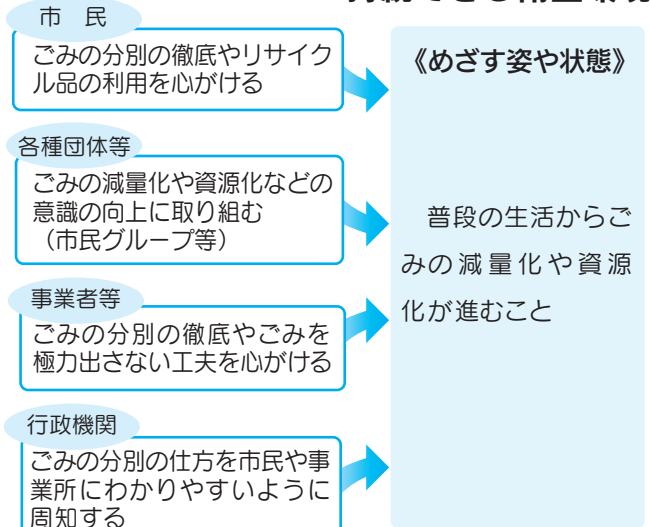 市　民
ごみの分別の徹底やリサイク
ル品の利用を心がける
各種団体等
ごみの減量化や資源化などの
意識の向上に取り組む
（市民グループ等）
事業者等
ごみの分別の徹底やごみを
極力出さない工夫を心がける
行政機関
ごみの分別の仕方を市民や事
業所にわかりやすいように
周知する
《めざす姿や状態》
普段の生活からご
みの減量化や資源
化が進むこと